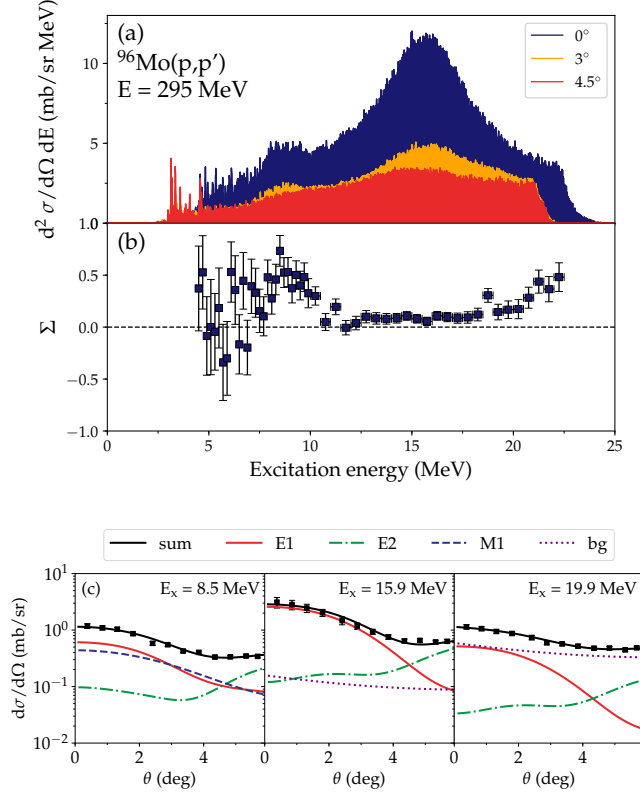 (a)
⁹⁶Mo(p,p′)
E = 295 MeV
0°
3°
4.5°
d² σ/dΩ dE (mb/sr MeV)
10
5
1.0
(b)
0.5
0.0
−0.5
−1.0
Σ
0 5 10 15 20 25
Excitation energy (MeV)
sum E1 E2 M1 bg
(c) Eₓ = 8.5 MeV Eₓ = 15.9 MeV Eₓ = 19.9 MeV
dσ/dΩ (mb/sr)
10¹
10⁰
10⁻¹
10⁻²
0 2 4 0 2 4 0 2 4
θ (deg) θ (deg) θ (deg)